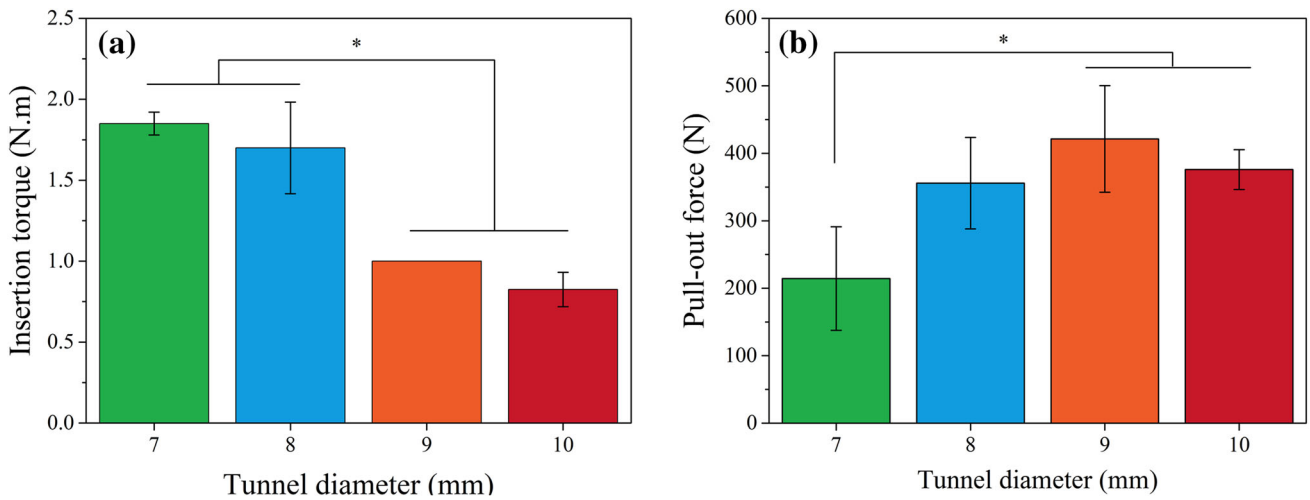 (a)
*
Insertion torque (N.m)
2.5
2.0
1.5
1.0
0.5
0.0
7 8 9 10
Tunnel diameter (mm)
(b)
*
Pull-out force (N)
600
500
400
300
200
100
0
7 8 9 10
Tunnel diameter (mm)